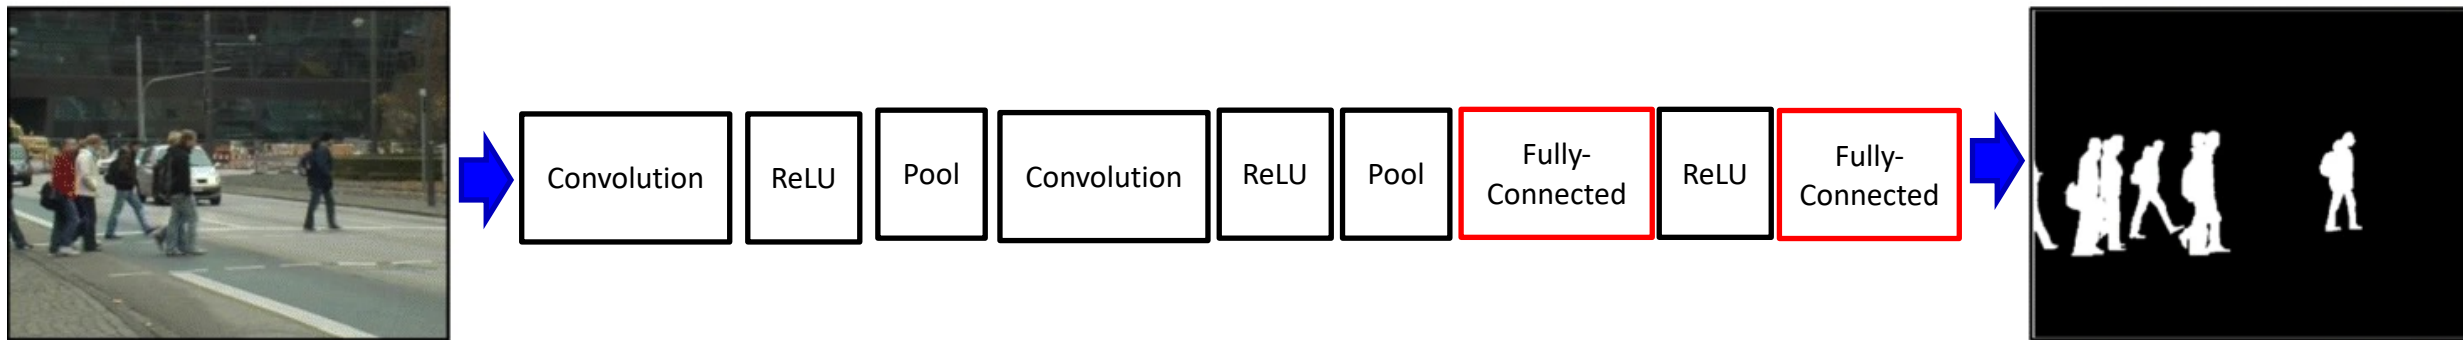 Convolution
ReLU
Pool
Convolution
ReLU
Pool
Fully-
Connected
ReLU
Fully-
Connected